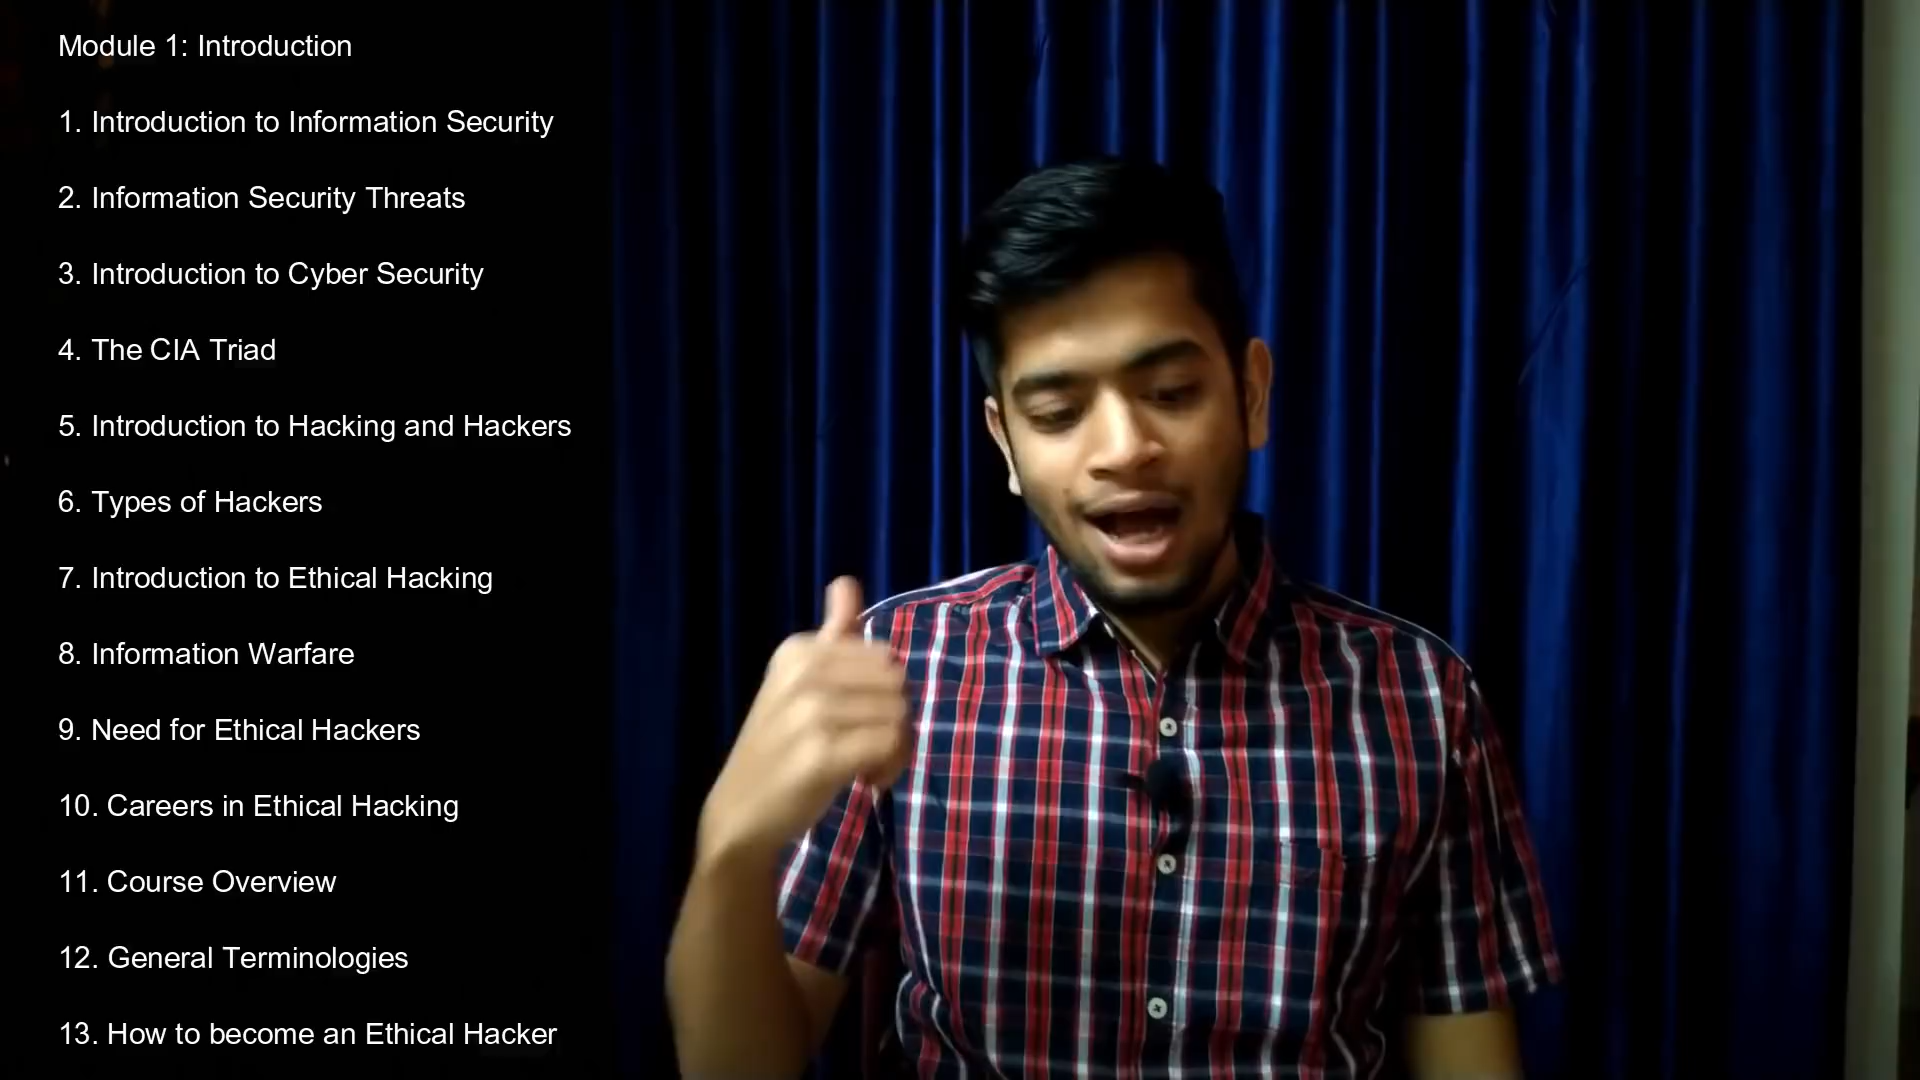 Module 1: Introduction
1. Introduction to Information Security
2. Information Security Threats
3. Introduction to Cyber Security
4. The CIA Triad
5. Introduction to Hacking and Hackers
6. Types of Hackers
7. Introduction to Ethical Hacking
8. Information Warfare
9. Need for Ethical Hackers
10. Careers in Ethical Hacking
11. Course Overview
12. General Terminologies
13. How to become an Ethical Hacker